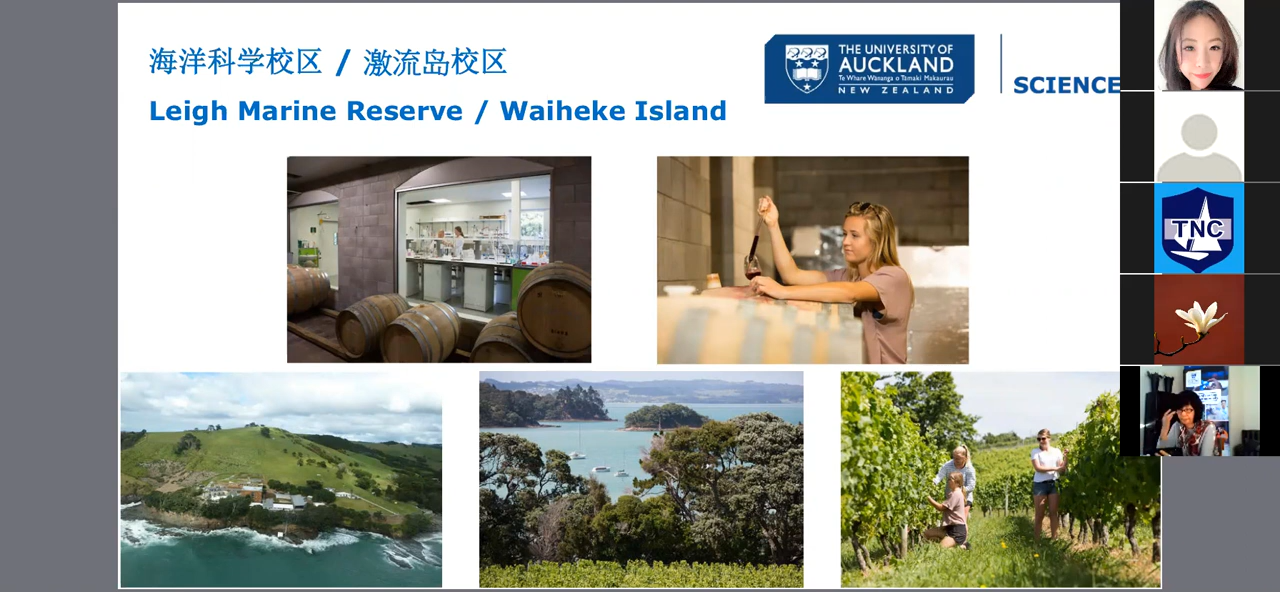 海洋科学校区 / 激流岛校区
Leigh Marine Reserve / Waiheke Island
THE UNIVERSITY OF
AUCKLAND
Te Whare Wānanga o Tāmaki Makaurau
NEW ZEALAND
SCIENCE
TNC